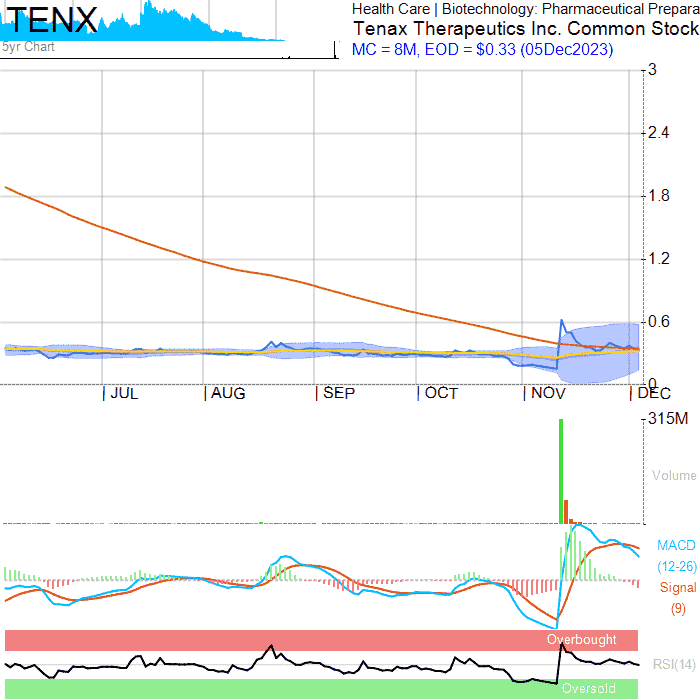 TENX
5yr Chart
Health Care | Biotechnology: Pharmaceutical Prepara
Tenax Therapeutics Inc. Common Stock
MC = 8M, EOD = $0.33 (05Dec2023)
3
2.4
1.8
1.2
0.6
0
| JUL | AUG | SEP | OCT | NOV | DEC
315M
Volume
MACD
(12-26)
Signal
(9)
Overbought
RSI(14)
Oversold